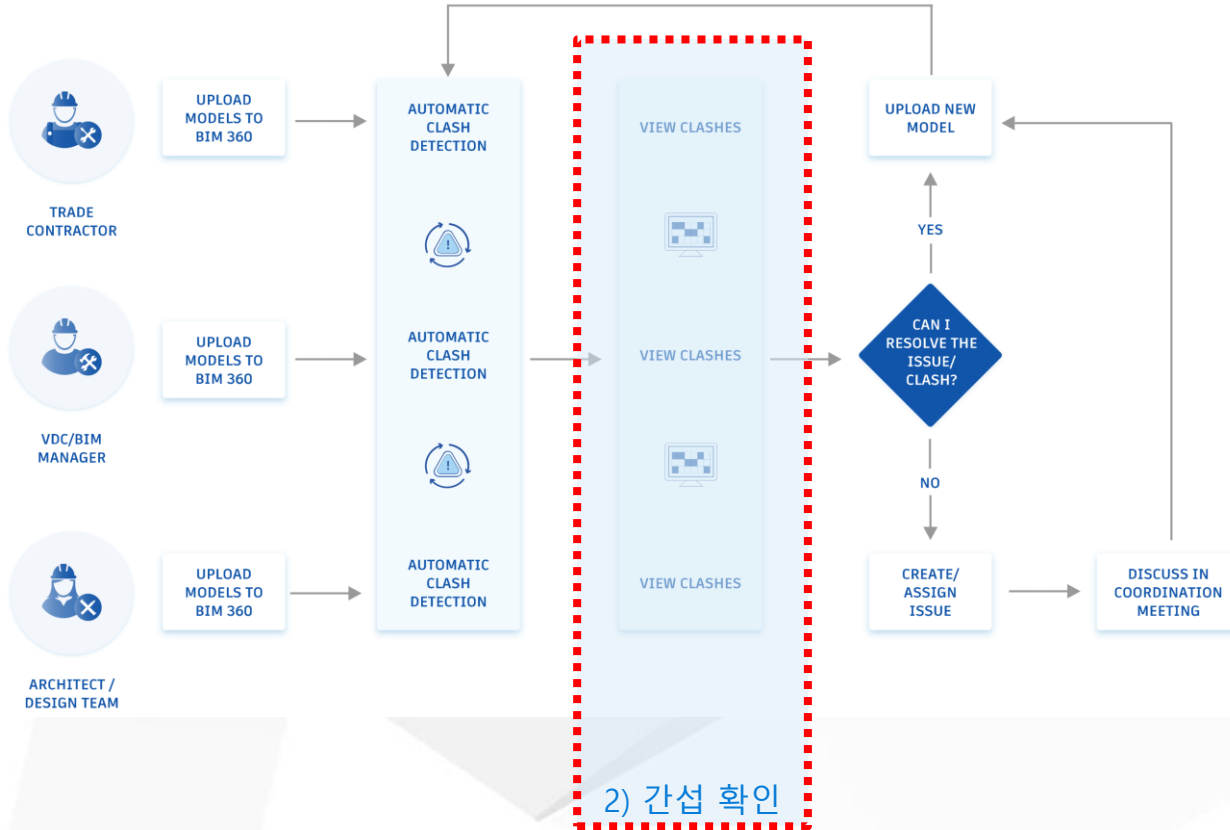 TRADE
CONTRACTOR
UPLOAD
MODELS TO
BIM 360
AUTOMATIC
CLASH
DETECTION
VIEW CLASHES
UPLOAD NEW
MODEL
YES
VDC/BIM
MANAGER
UPLOAD
MODELS TO
BIM 360
AUTOMATIC
CLASH
DETECTION
VIEW CLASHES
CAN I
RESOLVE THE
ISSUE/
CLASH?
NO
ARCHITECT /
DESIGN TEAM
UPLOAD
MODELS TO
BIM 360
AUTOMATIC
CLASH
DETECTION
VIEW CLASHES
CREATE/
ASSIGN
ISSUE
DISCUSS IN
COORDINATION
MEETING
2) 간섭 확인